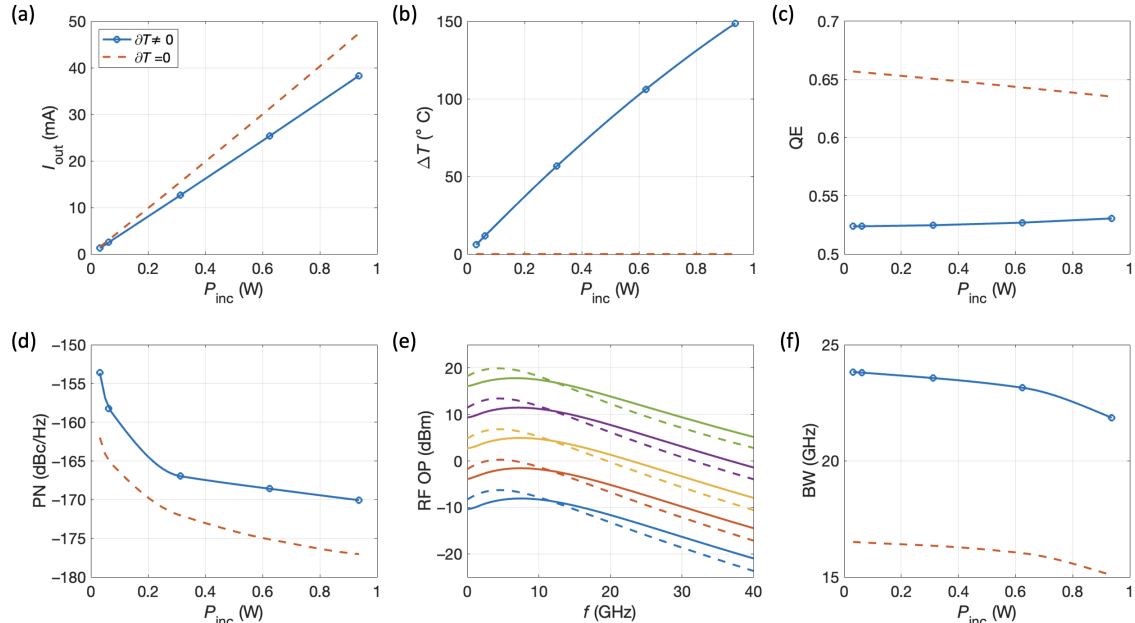 (a)
50
40
30
20
10
0
I_out (mA)
∂T ≠ 0
∂T =0
0 0.2 0.4 0.6 0.8 1
P_inc (W)
(b)
150
100
50
0
ΔT (° C)
0 0.2 0.4 0.6 0.8 1
P_inc (W)
(c)
0.7
0.65
0.6
0.55
0.5
QE
0 0.2 0.4 0.6 0.8 1
P_inc (W)
(d)
−150
−155
−160
−165
−170
−175
−180
PN (dBc/Hz)
0 0.2 0.4 0.6 0.8 1
P_inc (W)
(e)
20
10
0
−10
−20
RF OP (dBm)
0 10 20 30 40
f (GHz)
(f)
25
20
15
BW (GHz)
0 0.2 0.4 0.6 0.8 1
P_inc (W)